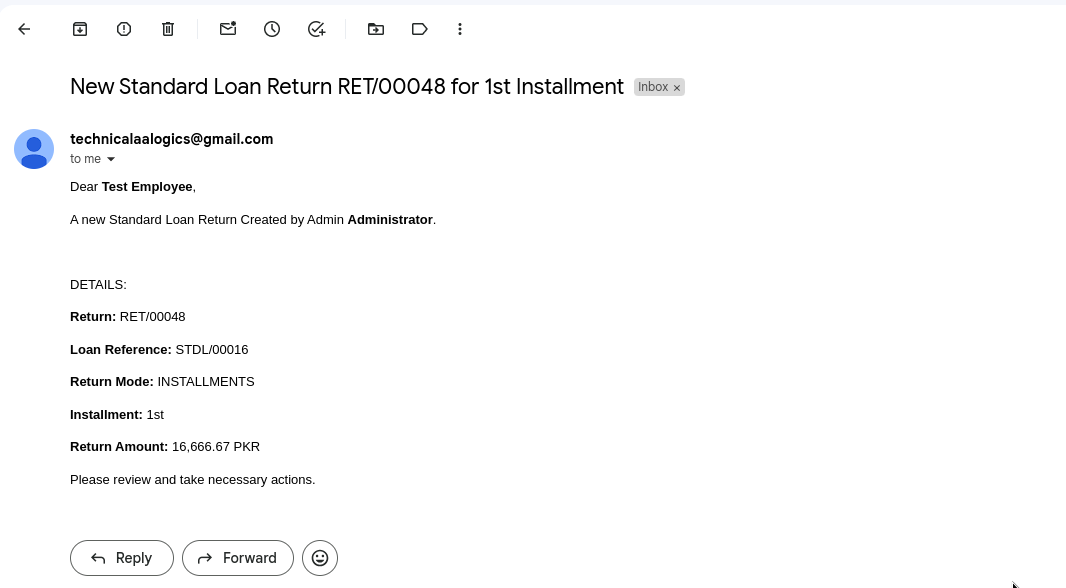 New Standard Loan Return RET/00048 for 1st Installment Inbox ×
technicalaalogics@gmail.com
to me
Dear Test Employee,
A new Standard Loan Return Created by Admin Administrator.
DETAILS:
Return: RET/00048
Loan Reference: STDL/00016
Return Mode: INSTALLMENTS
Installment: 1st
Return Amount: 16,666.67 PKR
Please review and take necessary actions.
Reply Forward